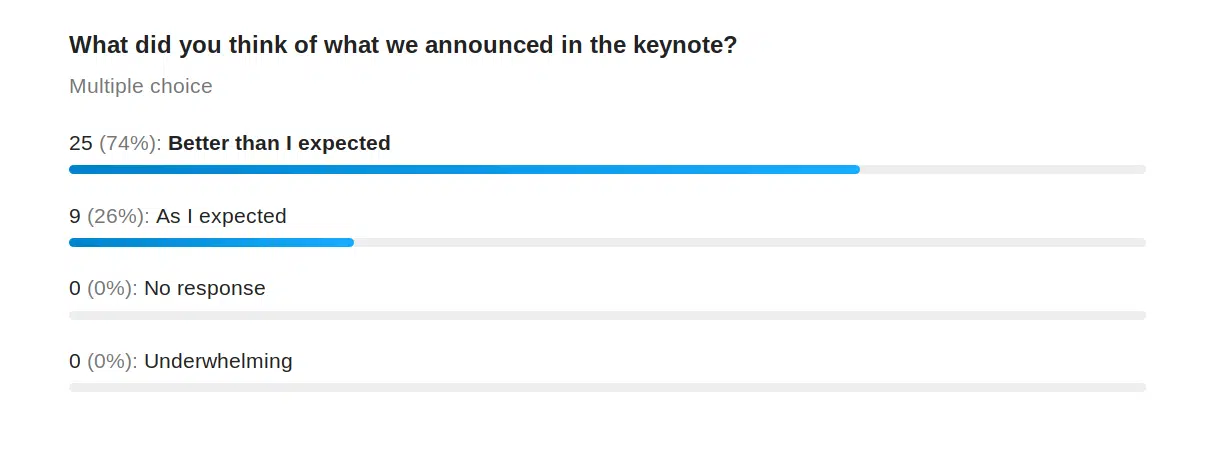 What did you think of what we announced in the keynote?
Multiple choice
25 (74%): Better than I expected
9 (26%): As I expected
0 (0%): No response
0 (0%): Underwhelming